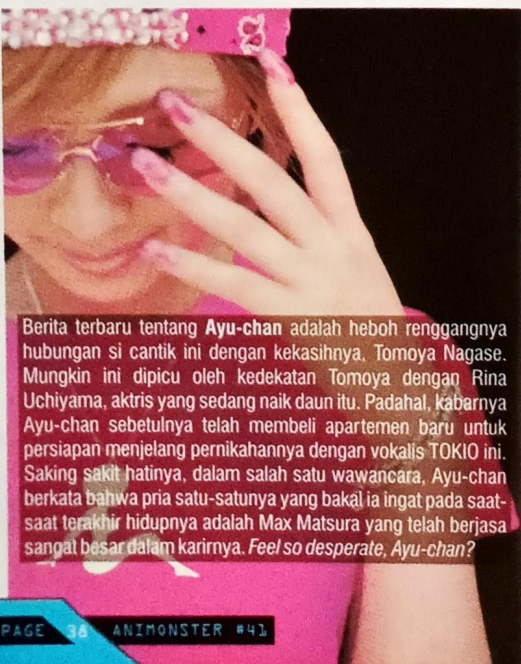 Berita terbaru tentang Ayu-chan adalah heboh renggangnya
hubungan si cantik ini dengan kekasihnya, Tomoya Nagase.
Mungkin ini dipicu oleh kedekatan Tomoya dengan Rina
Uchiyama, aktris yang sedang naik daun itu. Padahal, kabarnya
Ayu-chan sebetulnya telah membeli apartemen baru untuk
persiapan menjelang pernikahannya dengan vokalis TOKIO ini.
Saking sakit hatinya, dalam salah satu wawancara, Ayu-chan
berkata bahwa pria satu-satunya yang bakal ia ingat pada saat-
saat terakhir hidupnya adalah Max Matsura yang telah berjasa
sangat besar dalam karirnya. Feel so desperate, Ayu-chan?
PAGE 38 ANIMONSTER #41